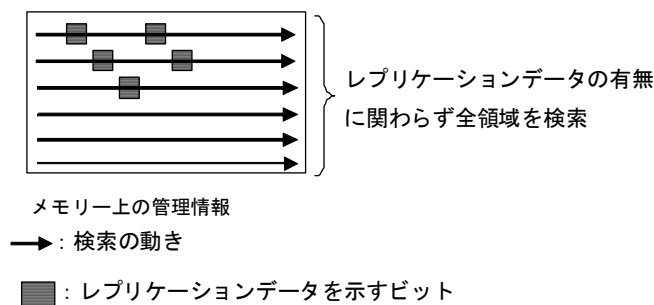 レプリケーションデータの有無
に関わらず全領域を検索
メモリー上の管理情報
:検索の動き
:レプリケーションデータを示すビット